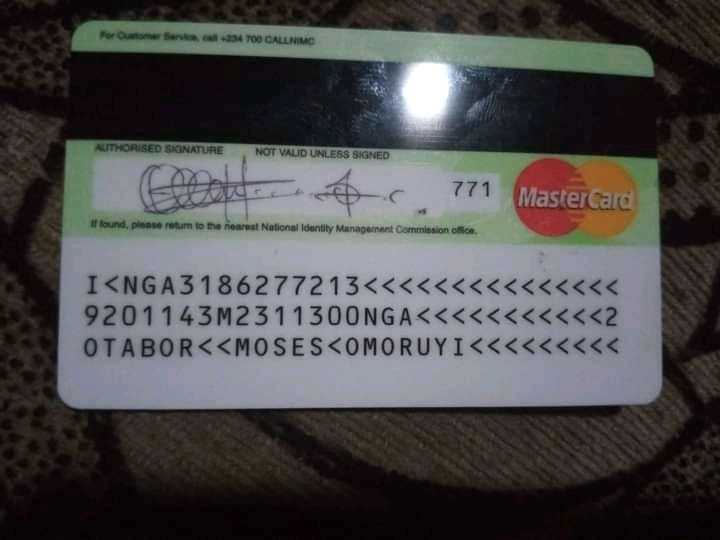 For Customer Service, call +234 700 CALLNIMC
AUTHORISED SIGNATURE NOT VALID UNLESS SIGNED
771
MasterCard
If found, please return to the nearest National Identity Management Commission office.
I<NGA3186277213<<<<<<<<<<<<<<<
9201143M2311300NGA<<<<<<<<<<<2
OTABOR<<MOSES<OMORUYI<<<<<<<<<